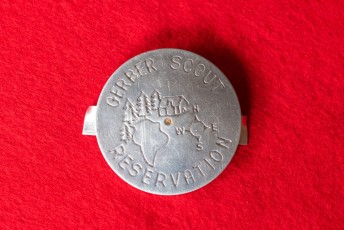 GERBER SCOUT
N
W E
S
RESERVATION